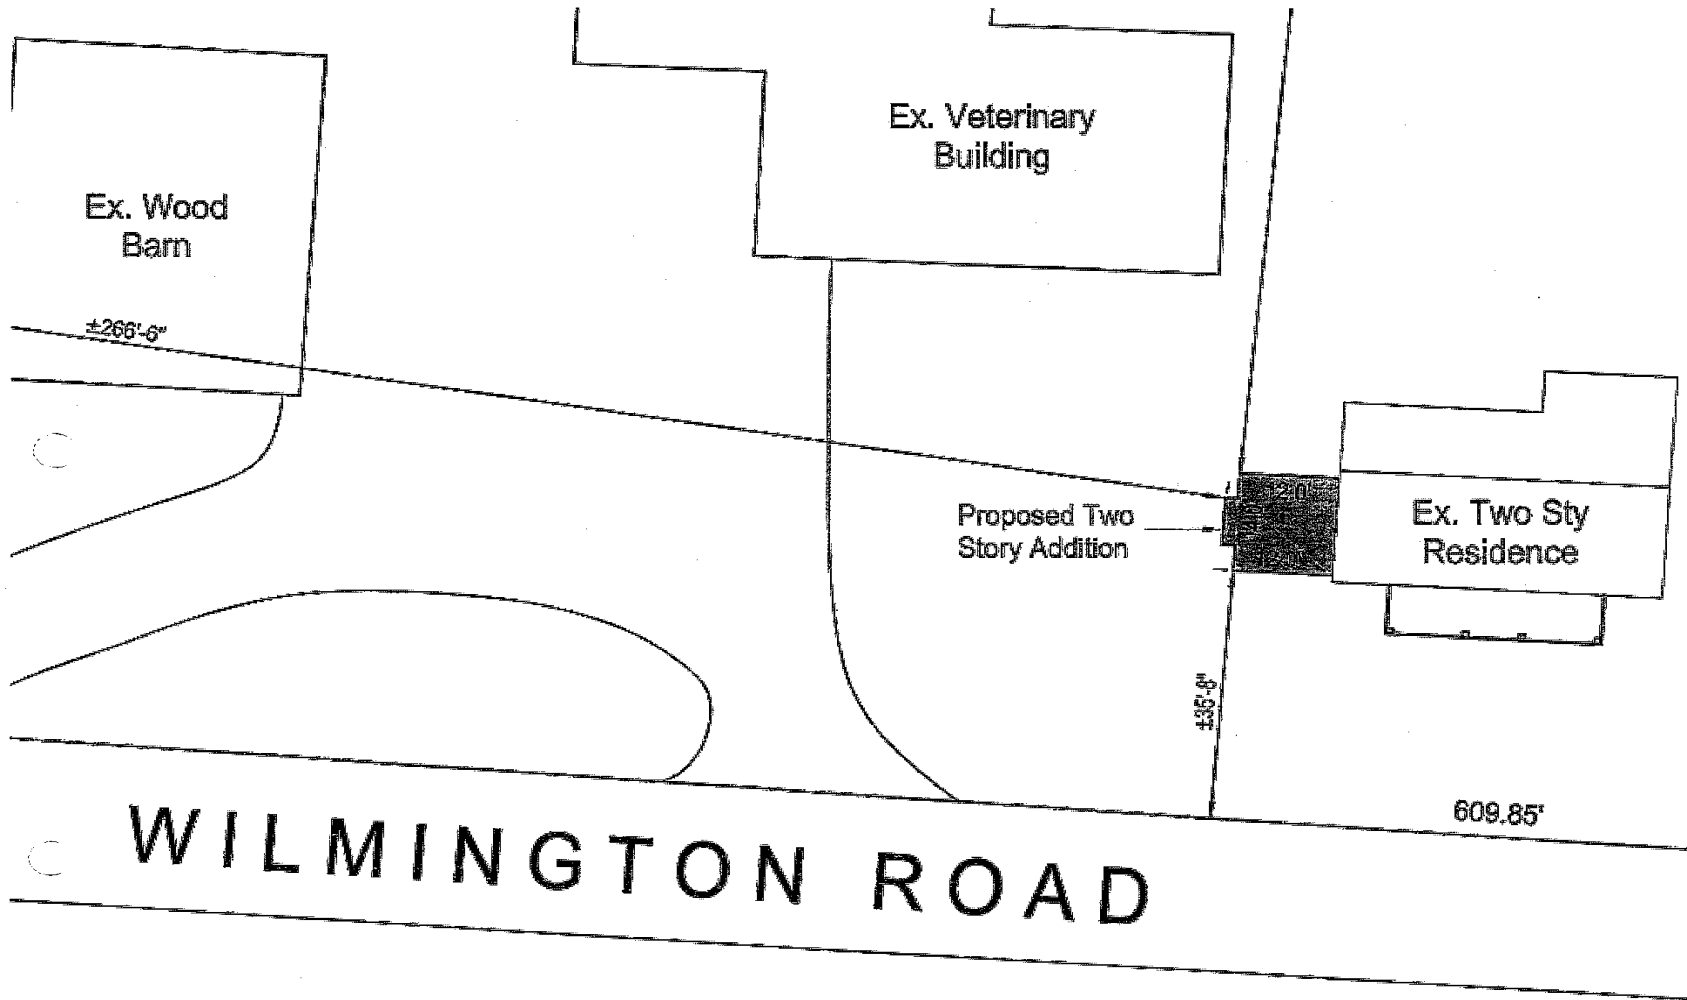 Ex. Veterinary
Building
Ex. Wood
Barn
±266'-6"
Proposed Two
Story Addition
12.0'
Ex. Two Sty
Residence
±35'-8"
609.85'
WILMINGTON ROAD